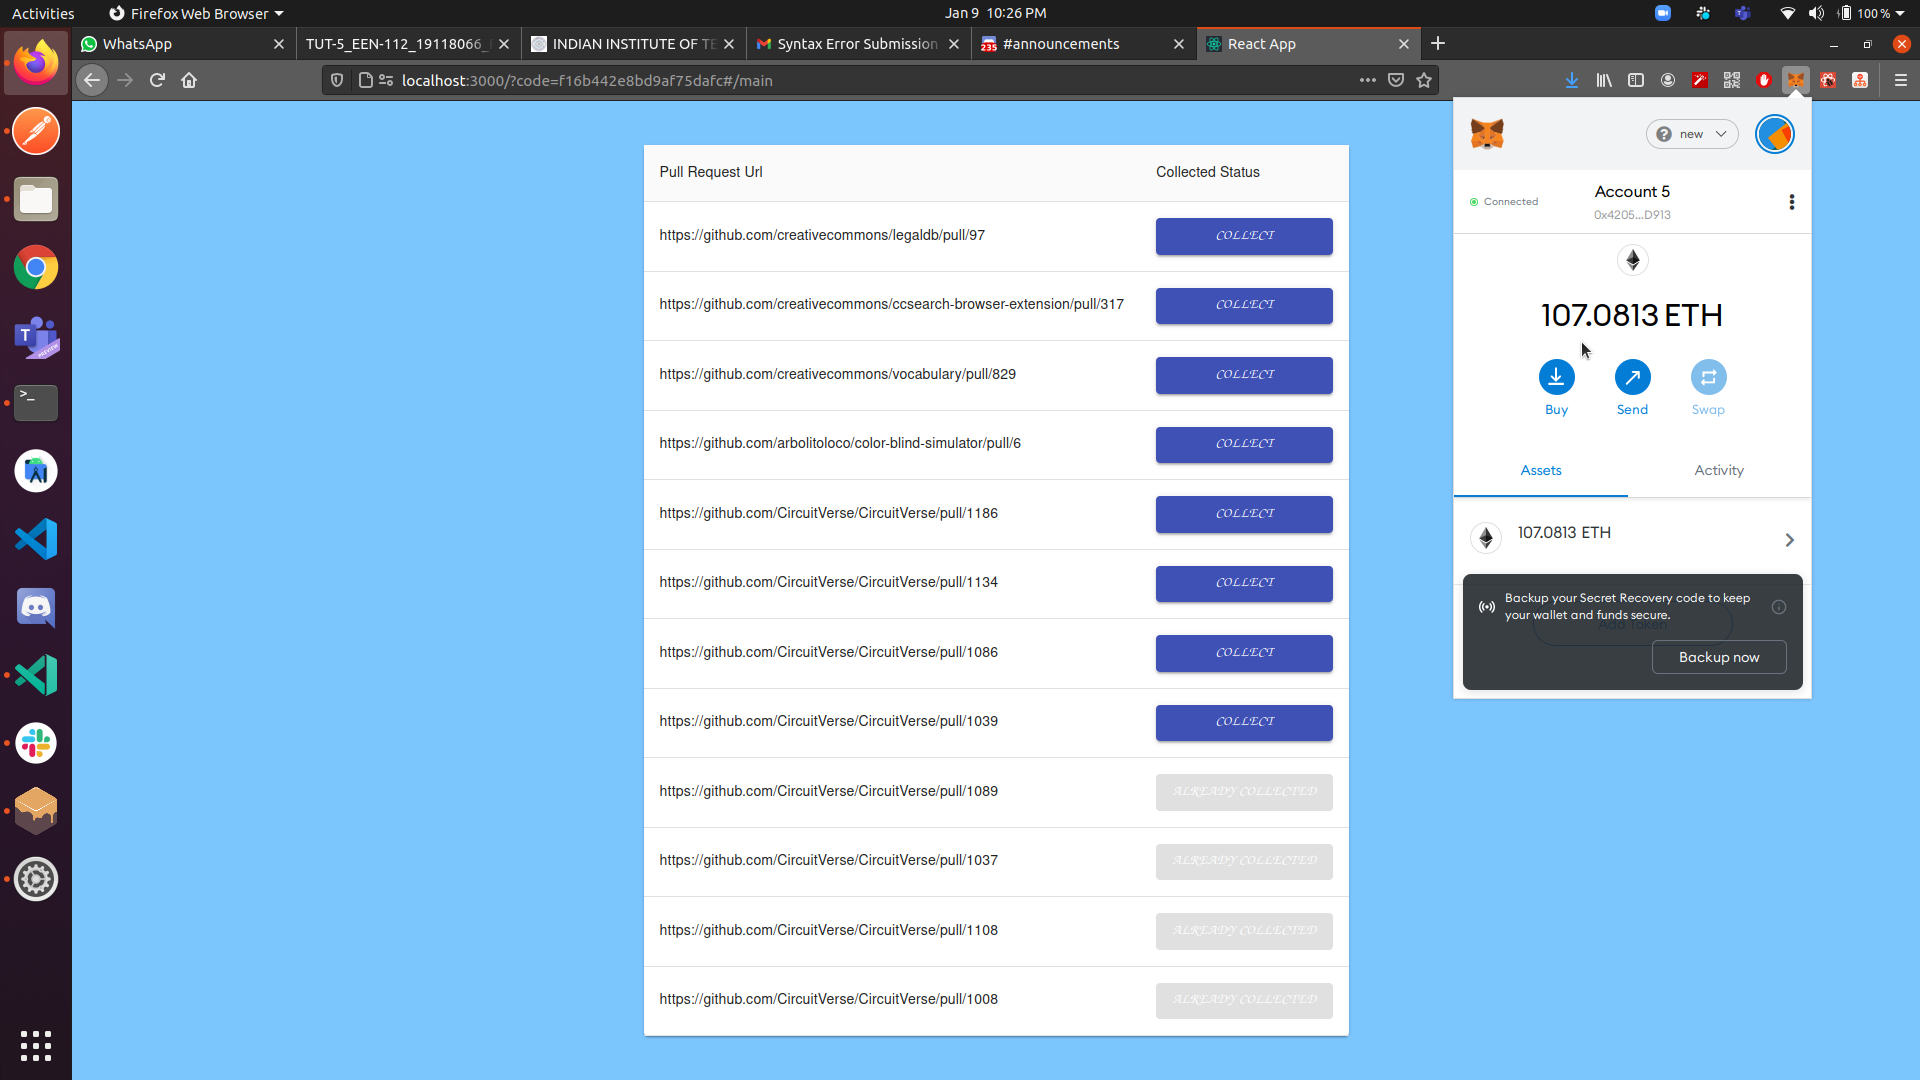 Activities
Firefox Web Browser
Jan 9 10:26 PM
100 %
WhatsApp
TUT-5_EEN-112_19118066_
INDIAN INSTITUTE OF TE
Syntax Error Submission
235
#announcements
React App
localhost:3000/?code=f16b442e8bd9af75dafc#/main
Pull Request Url
Collected Status
https://github.com/creativecommons/legaldb/pull/97
COLLECT
https://github.com/creativecommons/ccsearch-browser-extension/pull/317
COLLECT
https://github.com/creativecommons/vocabulary/pull/829
COLLECT
https://github.com/arbolitoloco/color-blind-simulator/pull/6
COLLECT
https://github.com/CircuitVerse/CircuitVerse/pull/1186
COLLECT
https://github.com/CircuitVerse/CircuitVerse/pull/1134
COLLECT
https://github.com/CircuitVerse/CircuitVerse/pull/1086
COLLECT
https://github.com/CircuitVerse/CircuitVerse/pull/1039
COLLECT
https://github.com/CircuitVerse/CircuitVerse/pull/1089
ALREADY COLLECTED
https://github.com/CircuitVerse/CircuitVerse/pull/1037
ALREADY COLLECTED
https://github.com/CircuitVerse/CircuitVerse/pull/1108
ALREADY COLLECTED
https://github.com/CircuitVerse/CircuitVerse/pull/1008
ALREADY COLLECTED
new
Connected
Account 5
0x4205...D913
107.0813 ETH
Buy
Send
Swap
Assets
Activity
107.0813 ETH
Backup your Secret Recovery code to keep
your wallet and funds secure.
Backup now